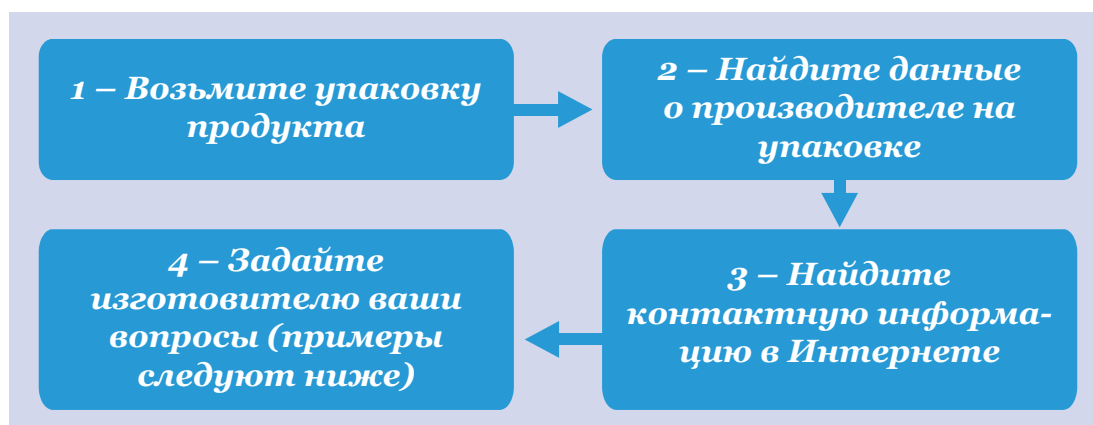 1 – Возьмите упаковку
продукта
2 – Найдите данные
о производителе на
упаковке
3 – Найдите
контактную информа-
цию в Интернете
4 – Задайте
изготовителю ваши
вопросы (примеры
следуют ниже)